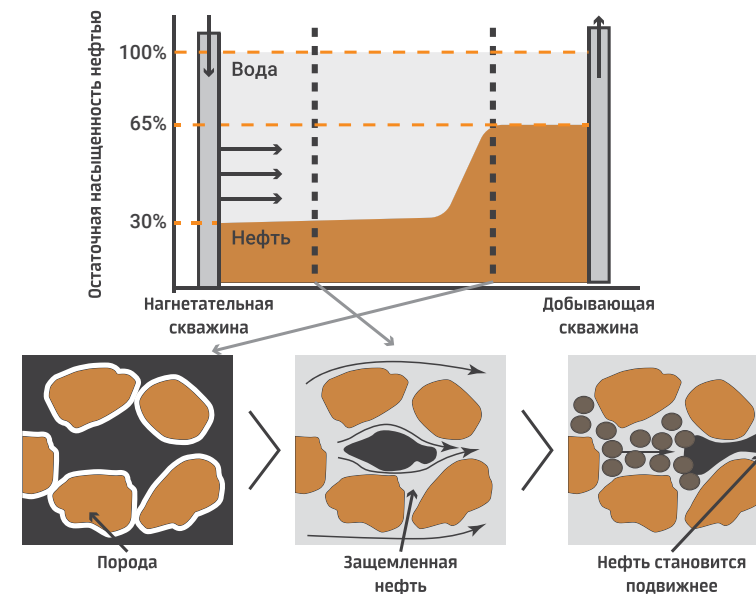 Остаточная насыщенность нефтью
100%
Вода
65%
30%
Нефть
Нагнетательная
скважина
Добывающая
скважина
Порода
Защемленная
нефть
Нефть становится
подвижнее